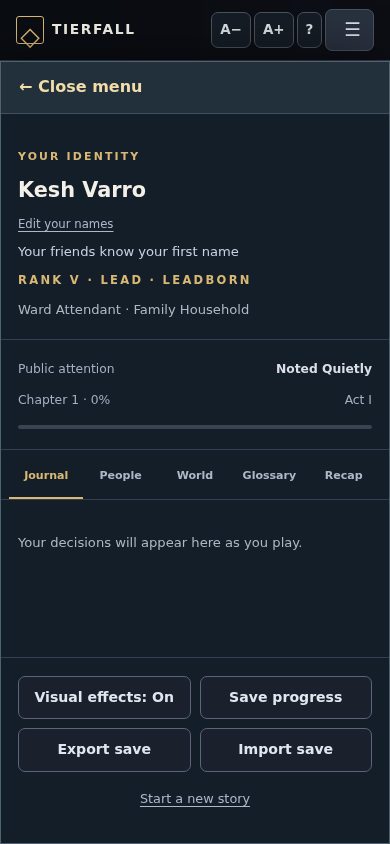 TIERFALL
A− A+ ? ☰
← Close menu
YOUR IDENTITY
Kesh Varro
Edit your names
Your friends know your first name
RANK V · LEAD · LEADBORN
Ward Attendant · Family Household
Public attention Noted Quietly
Chapter 1 · 0% Act I
Journal People World Glossary Recap
Your decisions will appear here as you play.
Visual effects: On Save progress
Export save Import save
Start a new story